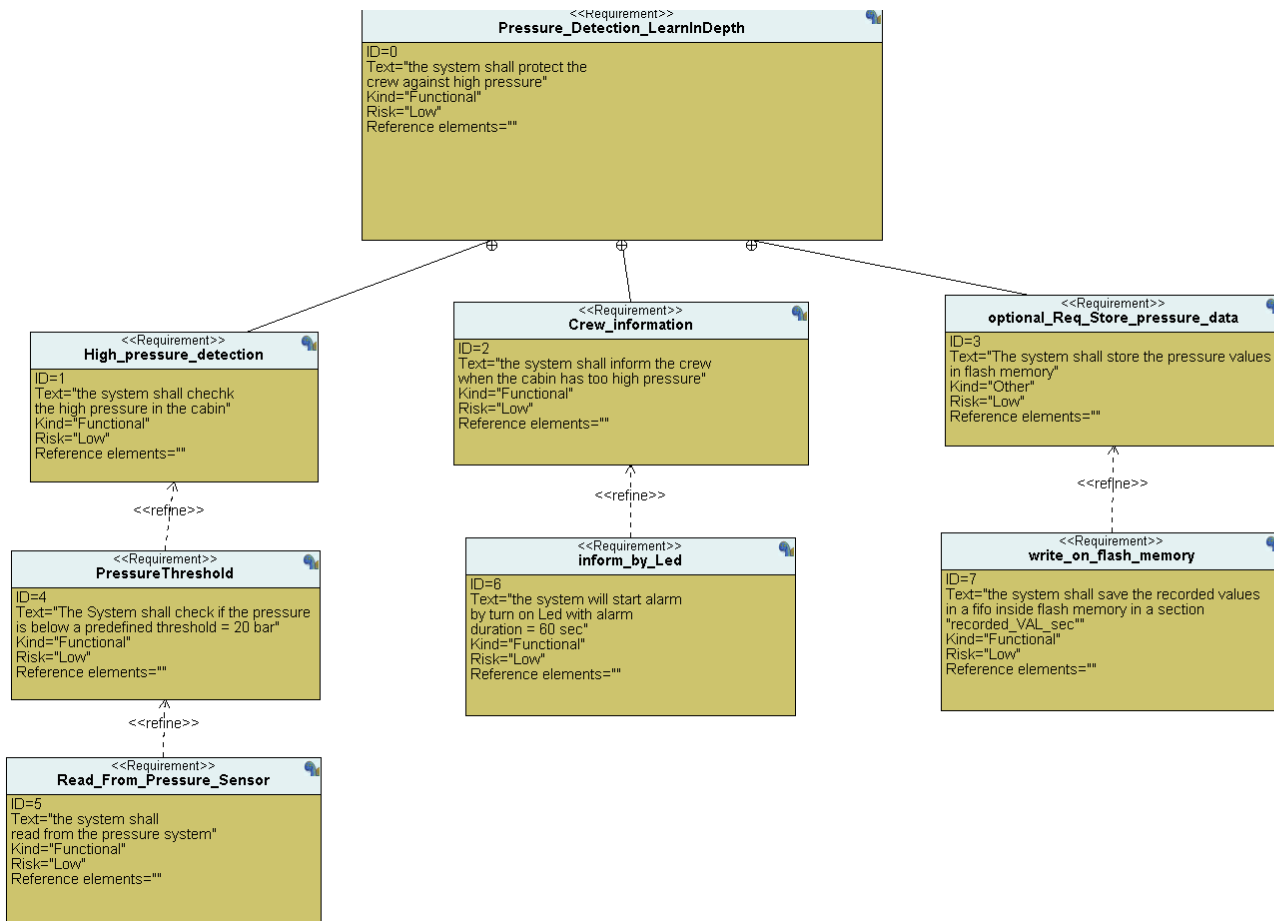 <<Requirement>>
Pressure_Detection_LearnInDepth
ID=0
Text="the system shall protect the
crew against high pressure"
Kind="Functional"
Risk="Low"
Reference elements=""
<<Requirement>>
High_pressure_detection
ID=1
Text="the system shall chechk
the high pressure in the cabin"
Kind="Functional"
Risk="Low"
Reference elements=""
<<Requirement>>
Crew_information
ID=2
Text="the system shall inform the crew
when the cabin has too high pressure"
Kind="Functional"
Risk="Low"
Reference elements=""
<<Requirement>>
optional_Req_Store_pressure_data
ID=3
Text="The system shall store the pressure values
in flash memory"
Kind="Other"
Risk="Low"
Reference elements=""
<<refine>>
<<refine>>
<<refine>>
<<Requirement>>
PressureThreshold
ID=4
Text="The System shall check if the pressure
is below a predefined threshold = 20 bar"
Kind="Functional"
Risk="Low"
Reference elements=""
<<Requirement>>
inform_by_Led
ID=6
Text="the system will start alarm
by turn on Led with alarm
duration = 60 sec"
Kind="Functional"
Risk="Low"
Reference elements=""
<<Requirement>>
write_on_flash_memory
ID=7
Text="the system shall save the recorded values
in a fifo inside flash memory in a section
"recorded_VAL_sec""
Kind="Functional"
Risk="Low"
Reference elements=""
<<refine>>
<<Requirement>>
Read_From_Pressure_Sensor
ID=5
Text="the system shall
read from the pressure system"
Kind="Functional"
Risk="Low"
Reference elements=""